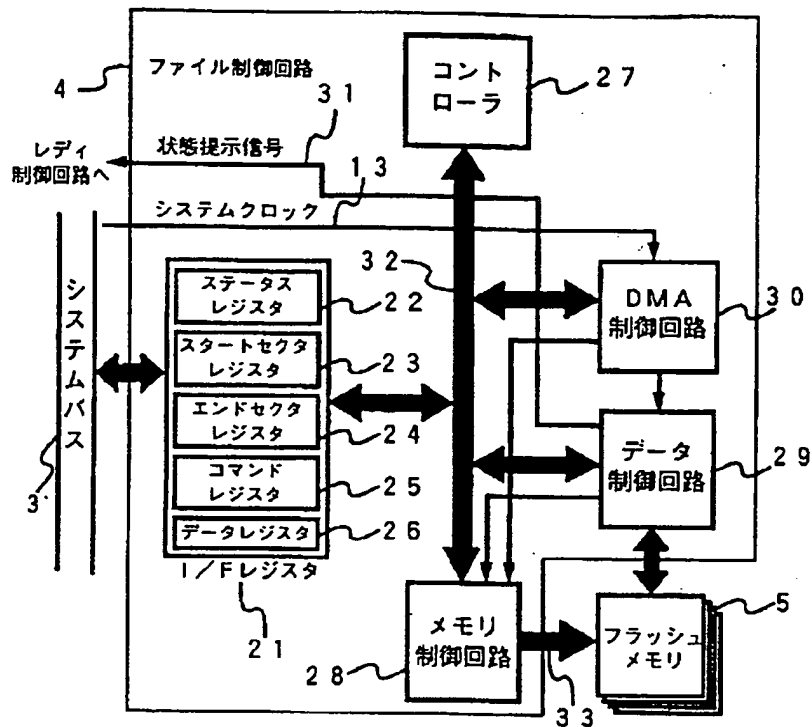 4
ファイル制御回路
コント
ローラ
27
31
状態提示信号
レディ
制御回路へ
13
システムクロック
32
システムバス
3
ステータス
レジスタ
22
スタートセクタ
レジスタ
23
エンドセクタ
レジスタ
24
コマンド
レジスタ
25
データレジスタ
26
I/Fレジスタ
21
DMA
制御回路
30
データ
制御回路
29
メモリ
制御回路
28
33
フラッシュ
メモリ
5